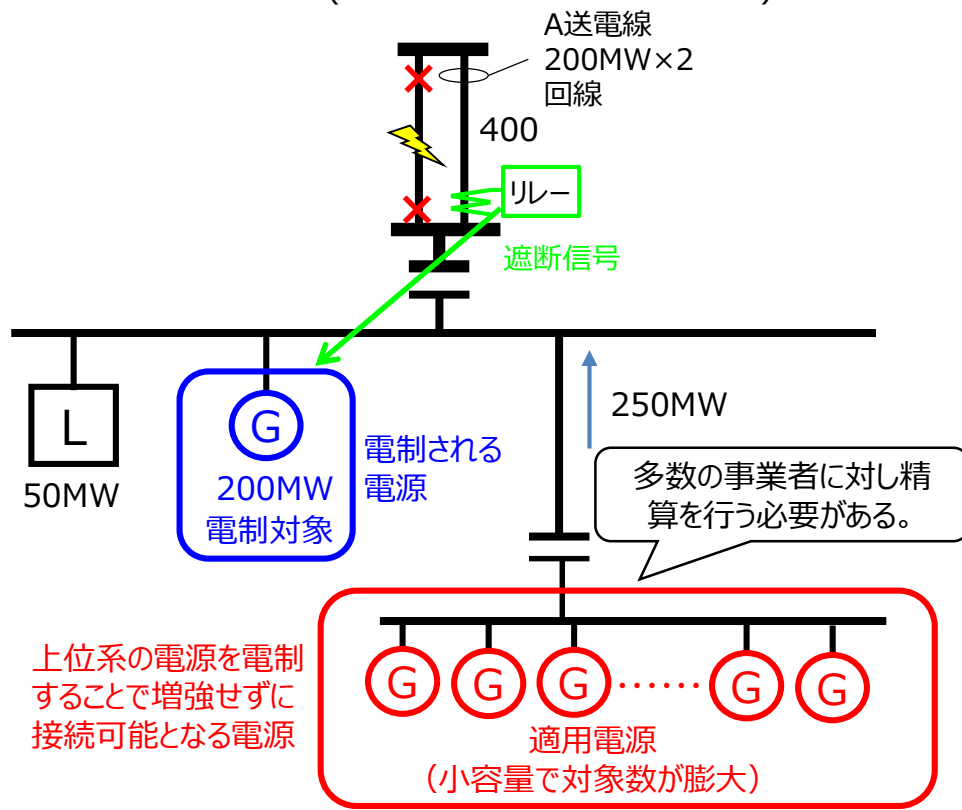 A送電線
200MW×2
回線
400
リレー
遮断信号
L
50MW
G
200MW
電制対象
電制される
電源
250MW
多数の事業者に対し精
算を行う必要がある。
上位系の電源を電制
することで増強せずに
接続可能となる電源
G G G ・・・・・・ G G
適用電源
（小容量で対象数が膨大）